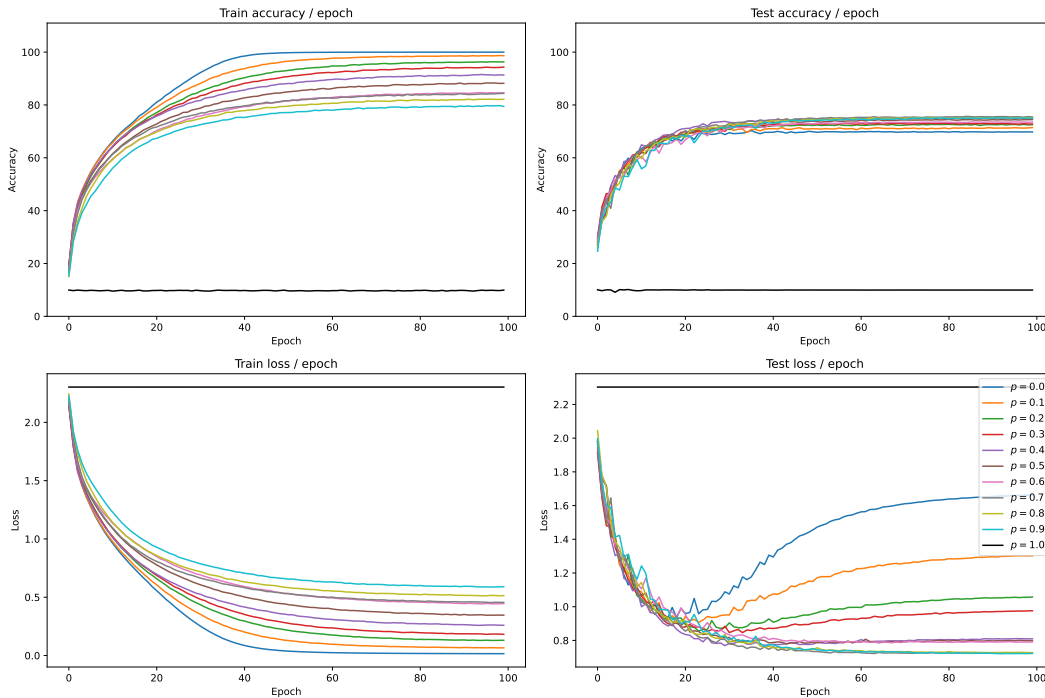 Train accuracy / epoch
Accuracy
100
80
60
40
20
0
0 20 40 60 80 100
Epoch
Test accuracy / epoch
Accuracy
100
80
60
40
20
0
0 20 40 60 80 100
Epoch
Train loss / epoch
Loss
2.0
1.5
1.0
0.5
0.0
0 20 40 60 80 100
Epoch
Test loss / epoch
Loss
2.2
2.0
1.8
1.6
1.4
1.2
1.0
0.8
0 20 40 60 80 100
Epoch
p = 0.0
p = 0.1
p = 0.2
p = 0.3
p = 0.4
p = 0.5
p = 0.6
p = 0.7
p = 0.8
p = 0.9
p = 1.0